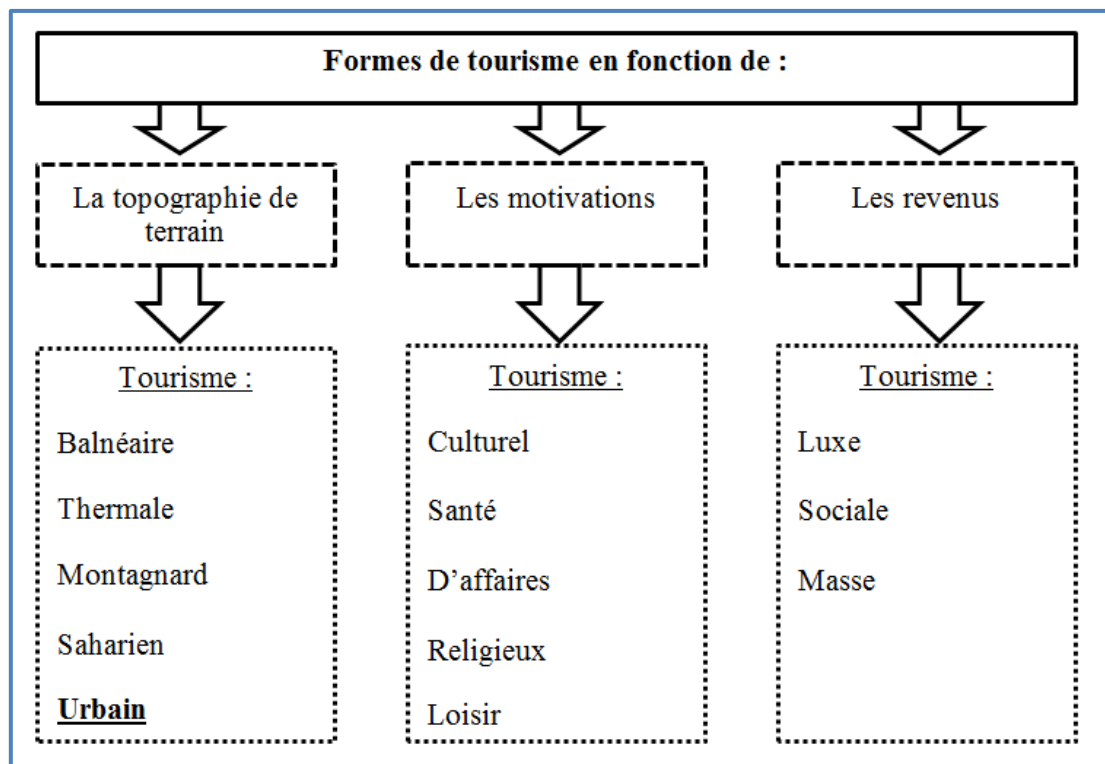 Formes de tourisme en fonction de :
La topographie de
terrain
Les motivations
Les revenus
Tourisme :
Balnéaire
Thermale
Montagnard
Saharien
Urbain
Tourisme :
Culturel
Santé
D’affaires
Religieux
Loisir
Tourisme :
Luxe
Sociale
Masse